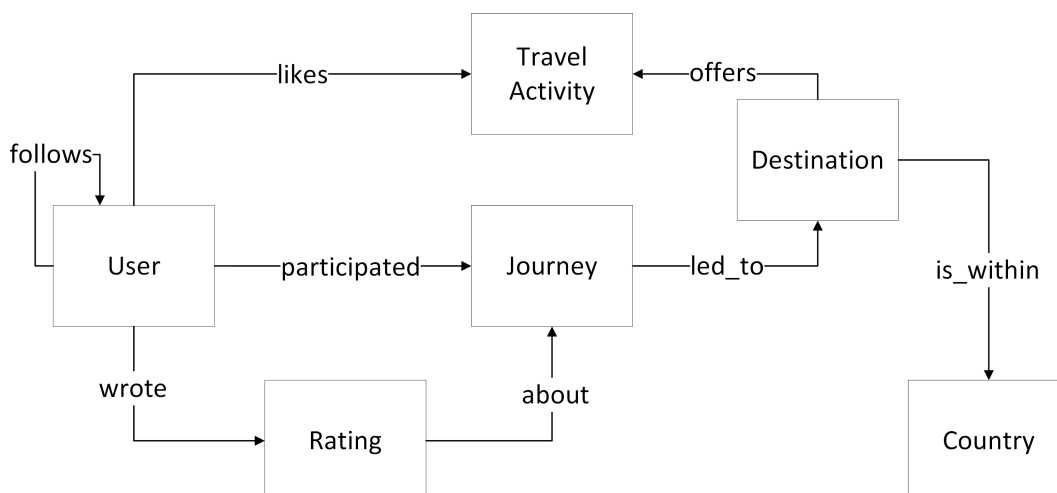 Travel
Activity
likes
offers
follows
Destination
User
participated
Journey
led_to
is_within
wrote
about
Rating
Country